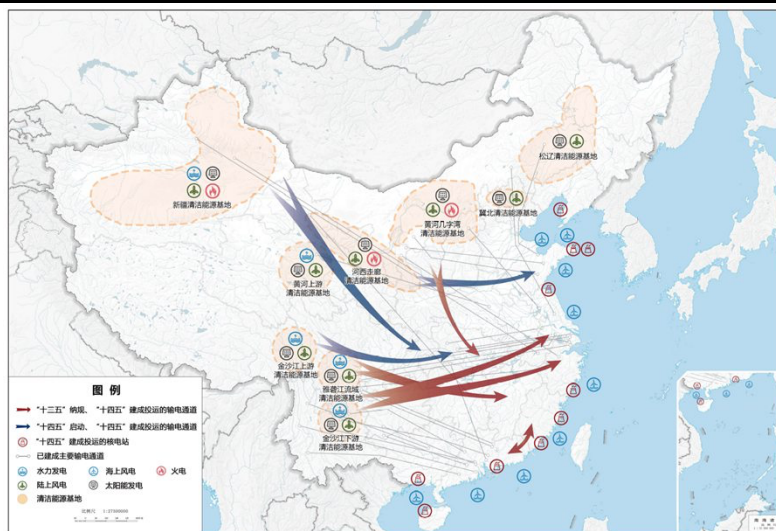 松辽清洁能源基地
新疆清洁能源基地
黄河几字湾
清洁能源基地
冀北清洁能源基地
黄河上游
清洁能源基地
河西走廊
清洁能源基地
金沙江上游
清洁能源基地
雅砻江流域
清洁能源基地
金沙江下游
清洁能源基地
图 例
"十三五"纳规、"十四五"建成投运的输电通道
"十四五"启动、"十四五"建成投运的输电通道
"十四五"建成投运的核电站
已建成主要输电通道
水力发电
海上风电
火电
陆上风电
太阳能发电
清洁能源基地